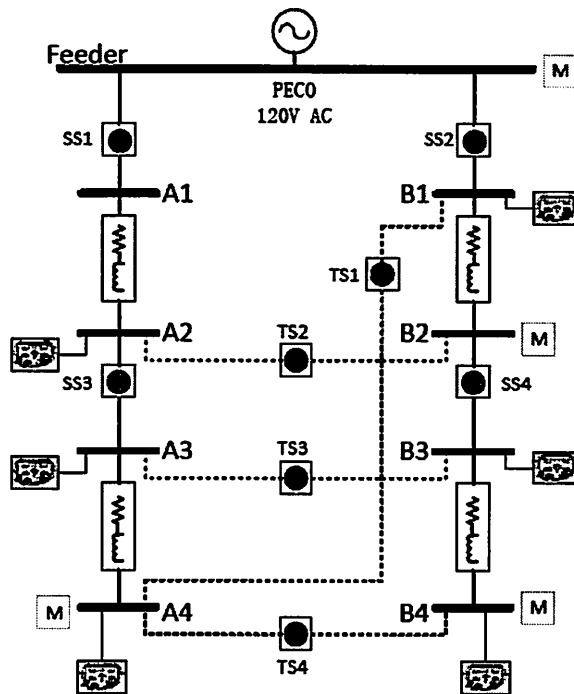 Feeder
M
PECO
120V AC
SS1
SS2
A1
B1
TS1
A2
TS2
B2
M
SS3
SS4
A3
TS3
B3
M
A4
B4
M
TS4